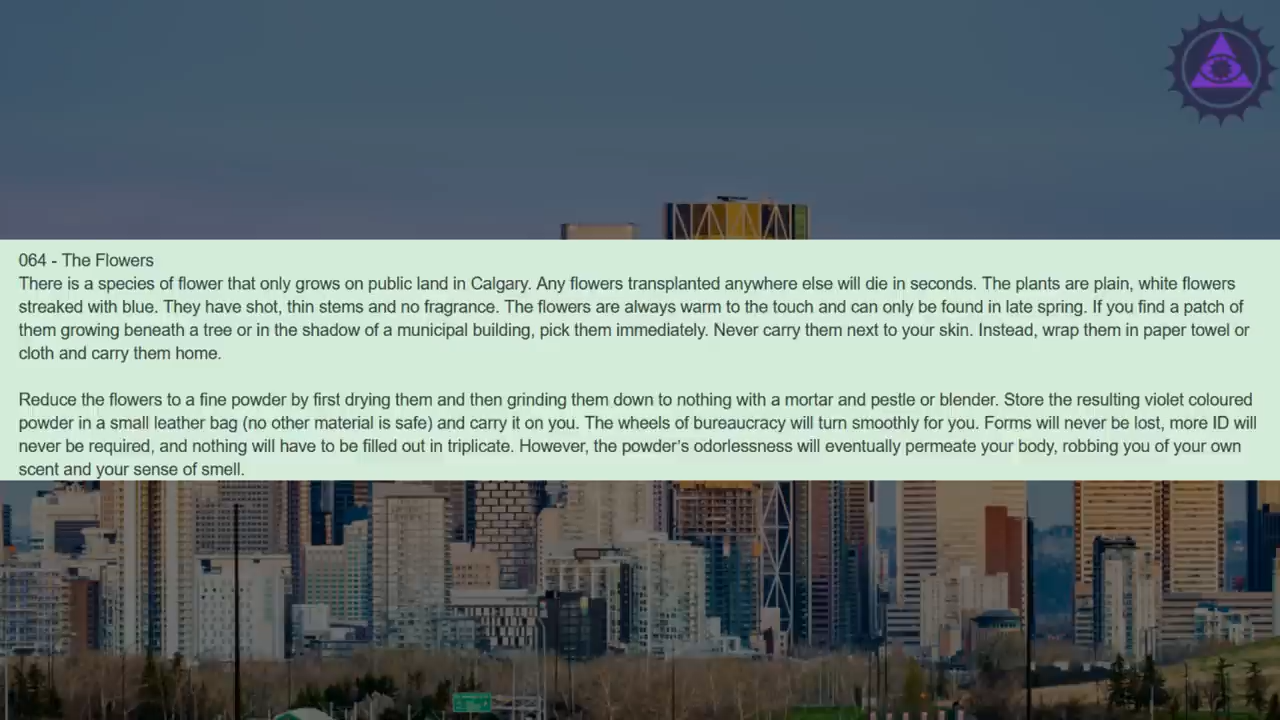 064 - The Flowers
There is a species of flower that only grows on public land in Calgary. Any flowers transplanted anywhere else will die in seconds. The plants are plain, white flowers
streaked with blue. They have shot, thin stems and no fragrance. The flowers are always warm to the touch and can only be found in late spring. If you find a patch of
them growing beneath a tree or in the shadow of a municipal building, pick them immediately. Never carry them next to your skin. Instead, wrap them in paper towel or
cloth and carry them home.
Reduce the flowers to a fine powder by first drying them and then grinding them down to nothing with a mortar and pestle or blender. Store the resulting violet coloured
powder in a small leather bag (no other material is safe) and carry it on you. The wheels of bureaucracy will turn smoothly for you. Forms will never be lost, more ID will
never be required, and nothing will have to be filled out in triplicate. However, the powder's odorlessness will eventually permeate your body, robbing you of your own
scent and your sense of smell.